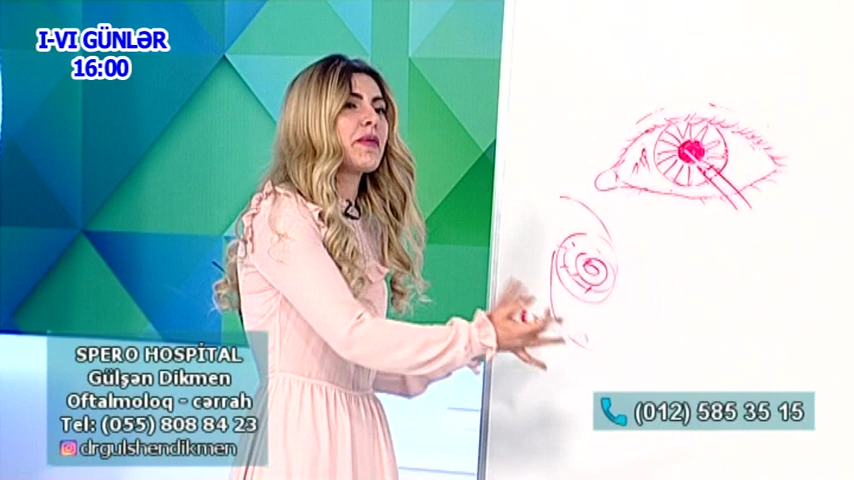 I-VI GÜNLƏR
16:00
SPERO HOSPİTAL
Gülşən Dikmen
Oftalmoloq - cərrah
Tel: (055) 808 84 23
drgulshendikmen
(012) 585 35 15